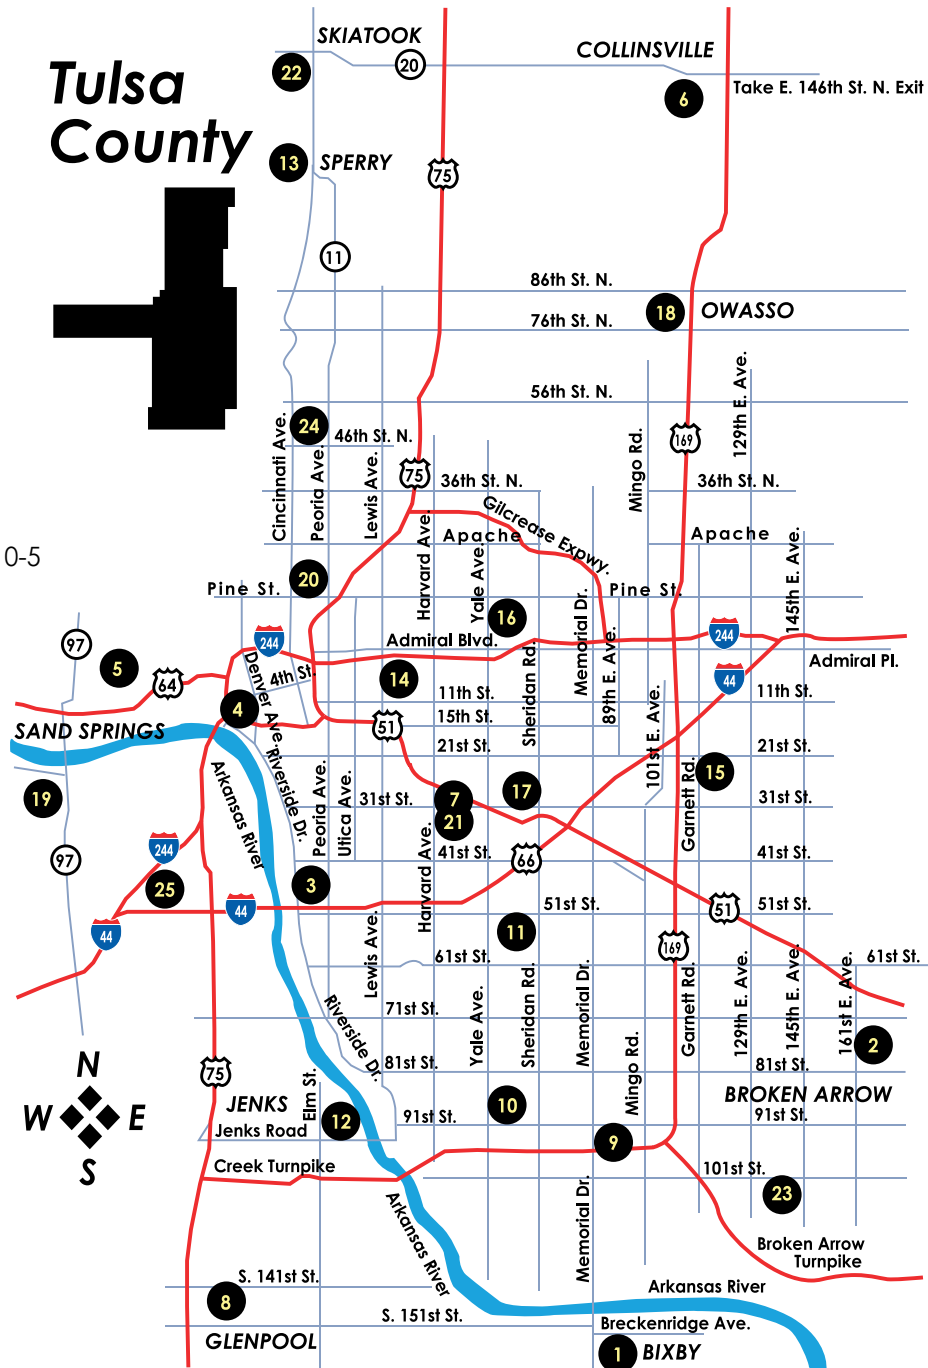 SKIATOOK
COLLINSVILLE
20
22
Take E. 146th St. N. Exit
6
Tulsa
County
13
SPERRY
75
11
86th St. N.
18
OWASSO
76th St. N.
56th St. N.
129th E. Ave.
24
46th St. N.
Cincinnati Ave.
Peoria Ave.
Lewis Ave.
Mingo Rd.
169
75
36th St. N.
36th St. N.
Gilcrease Expwy.
Harvard Ave.
Apache
Apache
0-5
Yale Ave.
145th E. Ave.
20
Pine St.
Pine St.
Memorial Dr.
16
97
244
Admiral Blvd.
244
5
Admiral Pl.
Denver Ave.
4th St.
Sheridan Rd.
89th E. Ave.
64
14
44
11th St.
11th St.
4
51
15th St.
SAND SPRINGS
101st E. Ave.
21st St.
21st St.
Riverside Dr.
Arkansas River
15
Garnett Rd.
19
Peoria Ave.
Utica Ave.
31st St.
7
17
31st St.
21
Harvard Ave.
244
97
41st St.
66
41st St.
25
3
44
44
51st St.
51
51st St.
11
Lewis Ave.
61st St.
169
61st St.
Yale Ave.
Sheridan Rd.
Memorial Dr.
Garnett Rd.
129th E. Ave.
145th E. Ave.
161st E. Ave.
Riverside Dr.
71st St.
Mingo Rd.
2
N
75
81st St.
81st St.
W
E
S
JENKS
Elm St.
12
10
BROKEN ARROW
91st St.
91st St.
Jenks Road
9
Creek Turnpike
101st St.
23
Arkansas River
Memorial Dr.
Broken Arrow
Turnpike
S. 141st St.
Arkansas River
8
S. 151st St.
Breckenridge Ave.
GLENPOOL
1
BIXBY